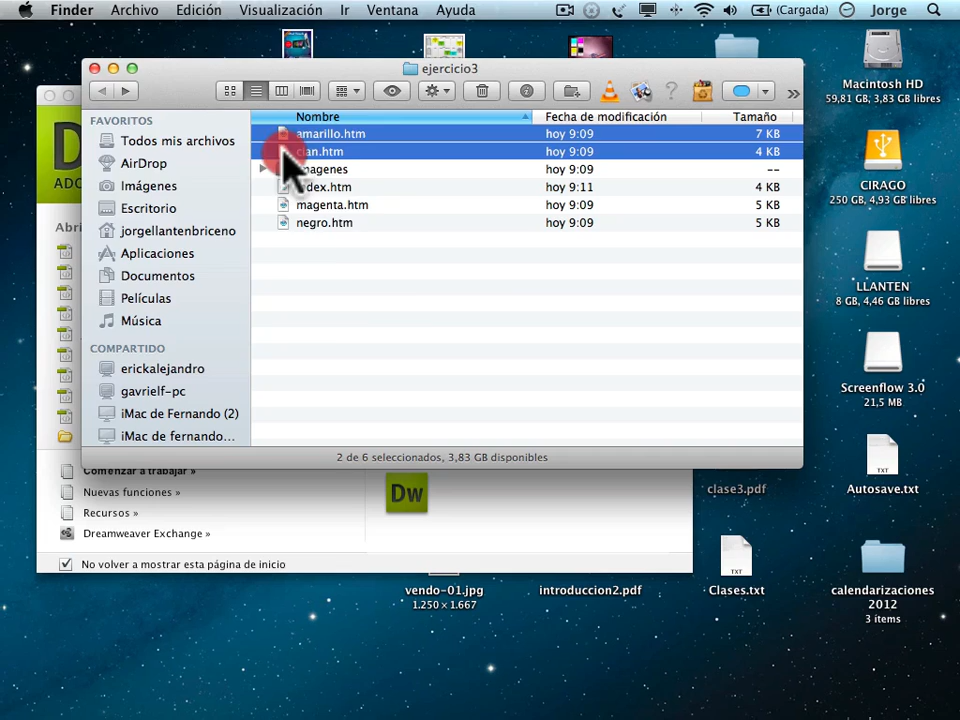 Finder Archivo Edición Visualización Ir Ventana Ayuda (Cargada) Jorge
ejercicio3
FAVORITOS
Todos mis archivos
AirDrop
Imágenes
Escritorio
jorgellantenbriceno
Aplicaciones
Documentos
Películas
Música
COMPARTIDO
erickalejandro
gavrielf-pc
iMac de Fernando (2)
iMac de fernando...
Nombre Fecha de modificación Tamaño
amarillo.htm hoy 9:09 7 KB
cian.htm hoy 9:09 4 KB
imagenes hoy 9:09 --
index.htm hoy 9:11 4 KB
magenta.htm hoy 9:09 5 KB
negro.htm hoy 9:09 5 KB
2 de 6 seleccionados, 3,83 GB disponibles
Comenzar a trabajar »
Nuevas funciones »
Recursos »
Dreamweaver Exchange »
Dw
No volver a mostrar esta página de inicio
Macintosh HD
59,81 GB, 3,83 GB libres
CIRAGO
250 GB, 4,93 GB libres
LLANTEN
8 GB, 4,46 GB libres
Screenflow 3.0
21,5 MB
TXT
clase3.pdf
Autosave.txt
TXT
vendo-01.jpg
1.250 × 1.667
introduccion2.pdf
Clases.txt
calendarizaciones
2012
3 items